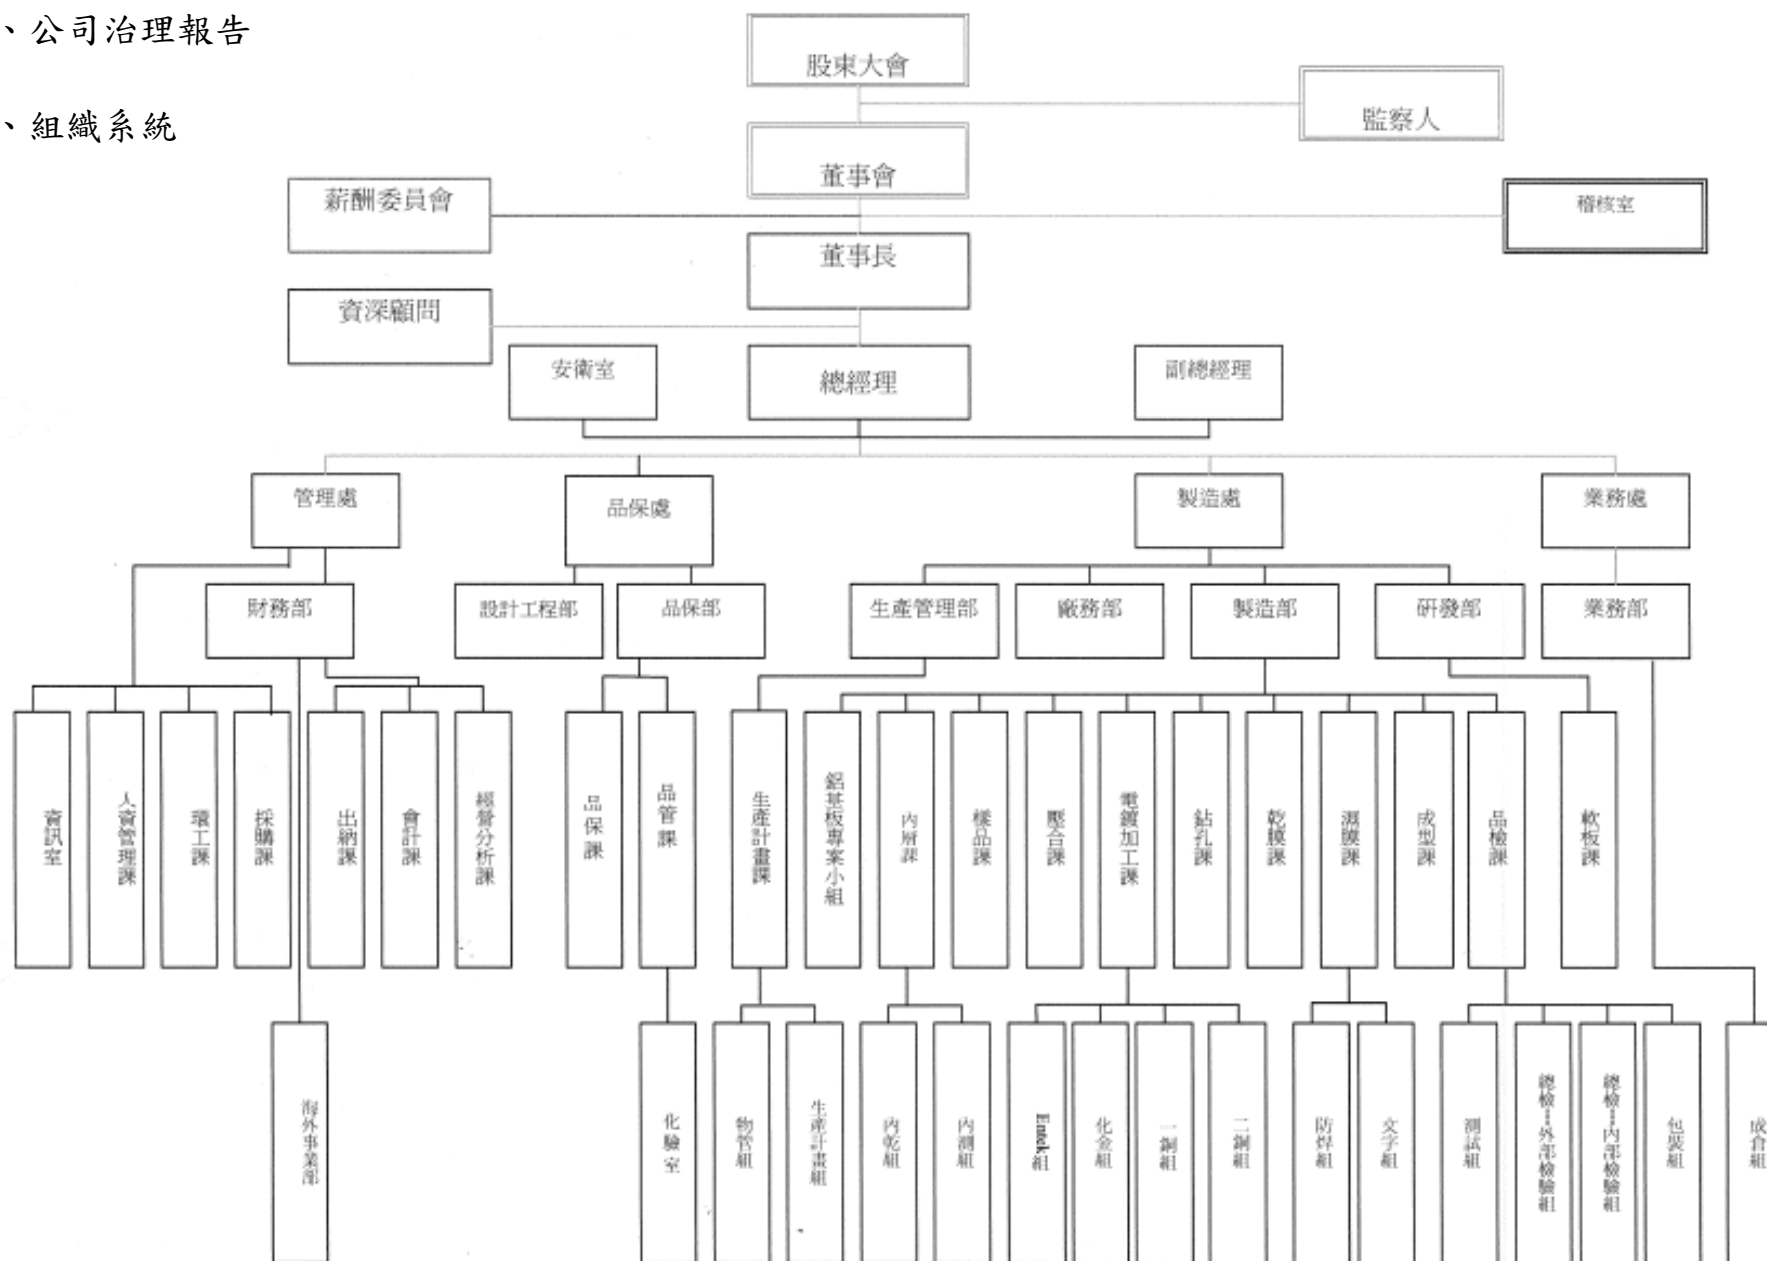 、公司治理報告
、組織系統
股東大會
監察人
董事會
薪酬委員會
稽核室
董事長
資深顧問
安衛室
總經理
副總經理
管理處
品保處
製造處
業務處
財務部
設計工程部
品保部
生產管理部
廠務部
製造部
研發部
業務部
資訊室
人資管理課
環工課
採購課
出納課
會計課
經營分析課
品保課
品管課
生產計畫課
鋁基板專案小組
內層課
樣品課
壓合課
電鍍加工課
鉆孔課
乾膜課
濕膜課
成型課
品檢課
軟板課
海外事業部
化驗室
物管組
生產計畫組
內乾組
內測組
Entek組
化金組
一銅組
二銅組
防焊組
文字組
測試組
總檢---外部檢驗組
總檢---內部檢驗組
包裝組
成倉組